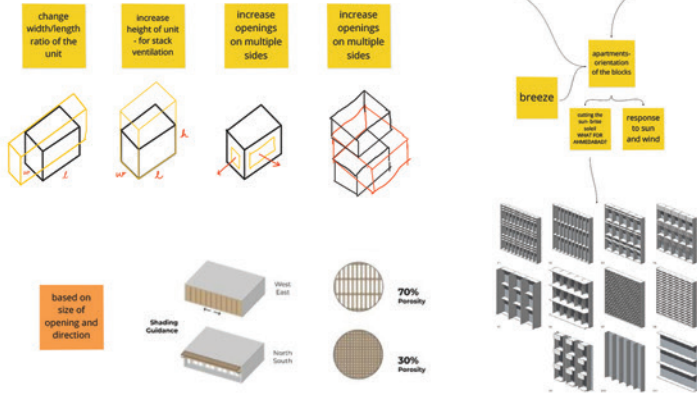 change
width/length
ratio of the
unit
increase
height of unit
- for stack
ventilation
increase
openings
on multiple
sides
increase
openings
on multiple
sides
w
l
w
l
h
apartments-
orientation
of the blocks
breeze
cutting the
sun- brise
soleil
WHAT FOR
AHMEDABAD?
response
to sun
and wind
based on
size of
opening and
direction
Shading
Guidance
West
East
North
South
70%
Porosity
30%
Porosity